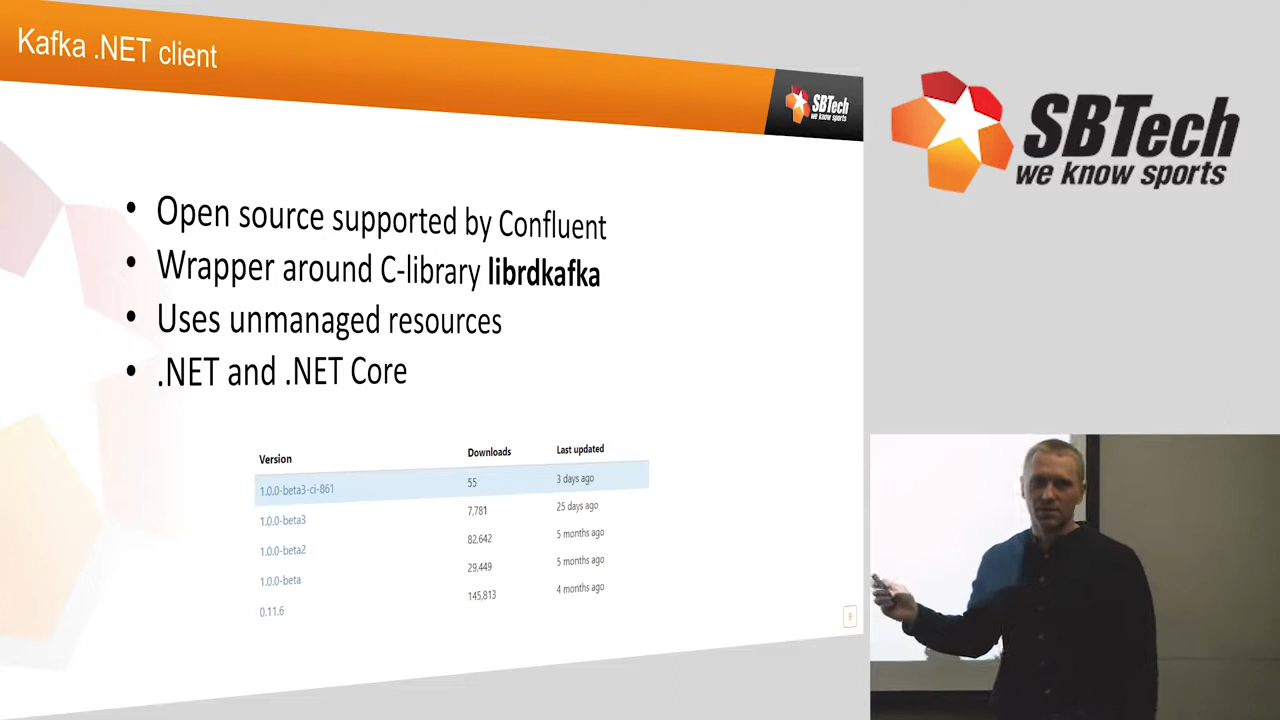 Kafka .NET client
SBTech
we know sports
SBTech
we know sports
• Open source supported by Confluent
• Wrapper around C-library librdkafka
• Uses unmanaged resources
• .NET and .NET Core
Version Downloads Last updated
1.0.0-beta3-ci-861 55 3 days ago
1.0.0-beta3 7,781 25 days ago
1.0.0-beta2 82,642 5 months ago
1.0.0-beta 29,449 5 months ago
0.11.6 145,813 4 months ago
9